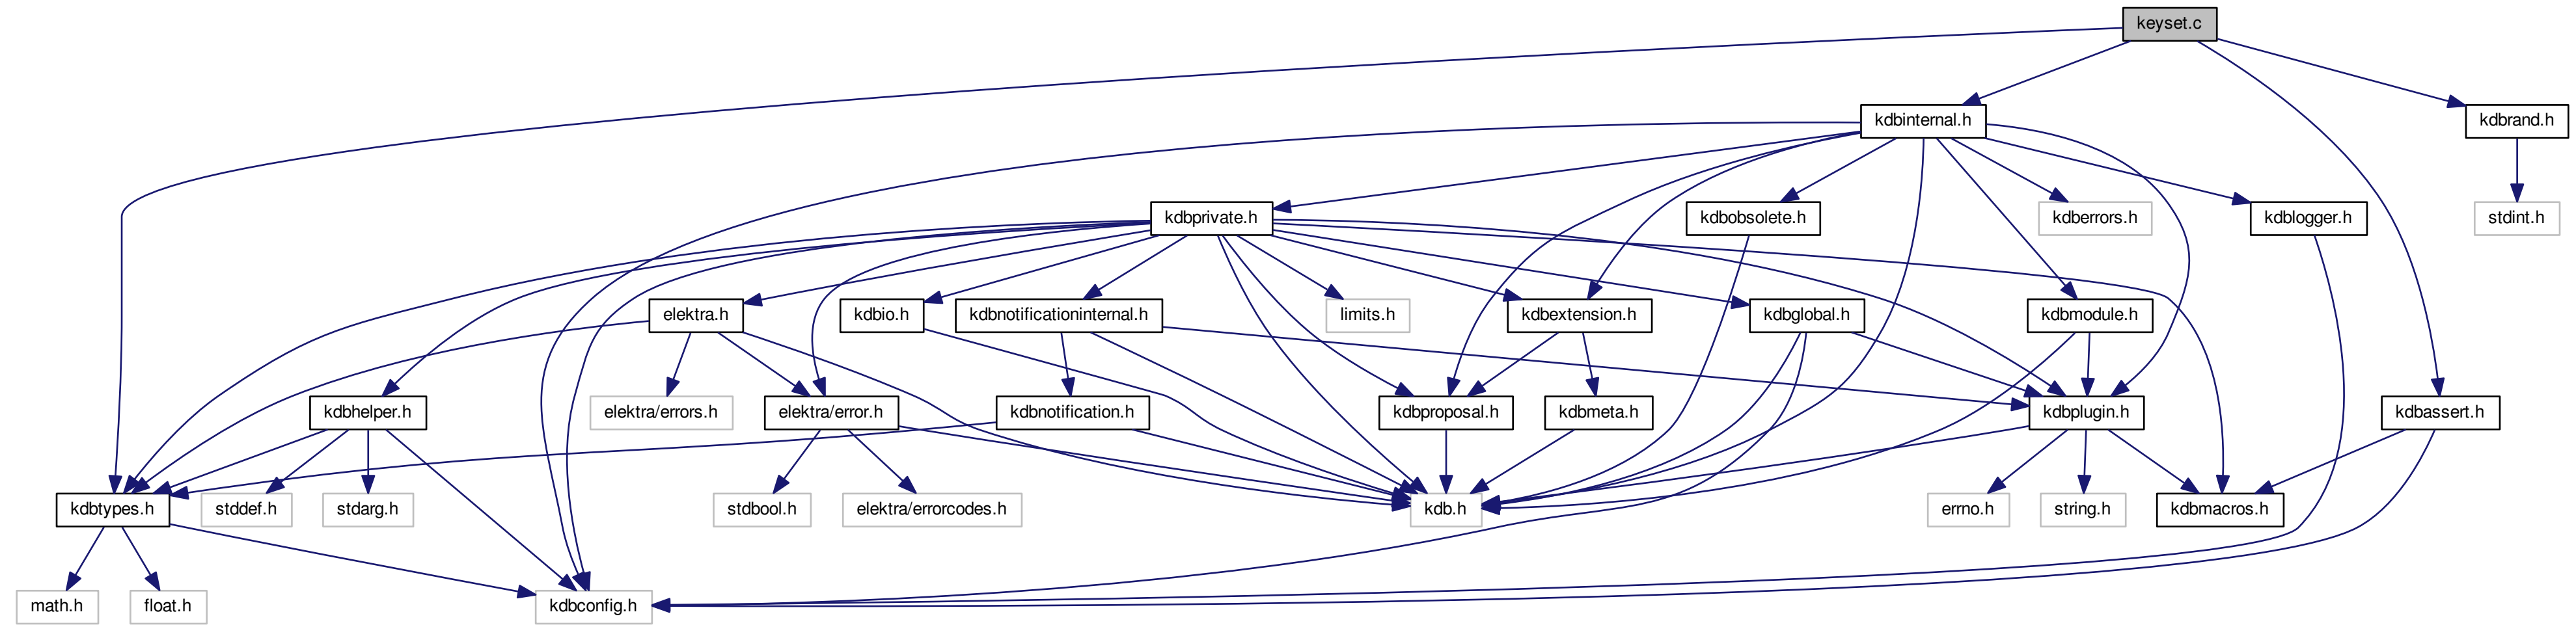 keyset.c
kdbinternal.h
kdbrand.h
kdbprivate.h
kdbobsolete.h
kdberrors.h
kdblogger.h
stdint.h
elektra.h
kdbio.h
kdbnotificationinternal.h
limits.h
kdbextension.h
kdbglobal.h
kdbmodule.h
kdbhelper.h
elektra/errors.h
elektra/error.h
kdbnotification.h
kdbproposal.h
kdbmeta.h
kdbplugin.h
kdbassert.h
kdbtypes.h
stddef.h
stdarg.h
stdbool.h
elektra/errorcodes.h
kdb.h
errno.h
string.h
kdbmacros.h
math.h
float.h
kdbconfig.h